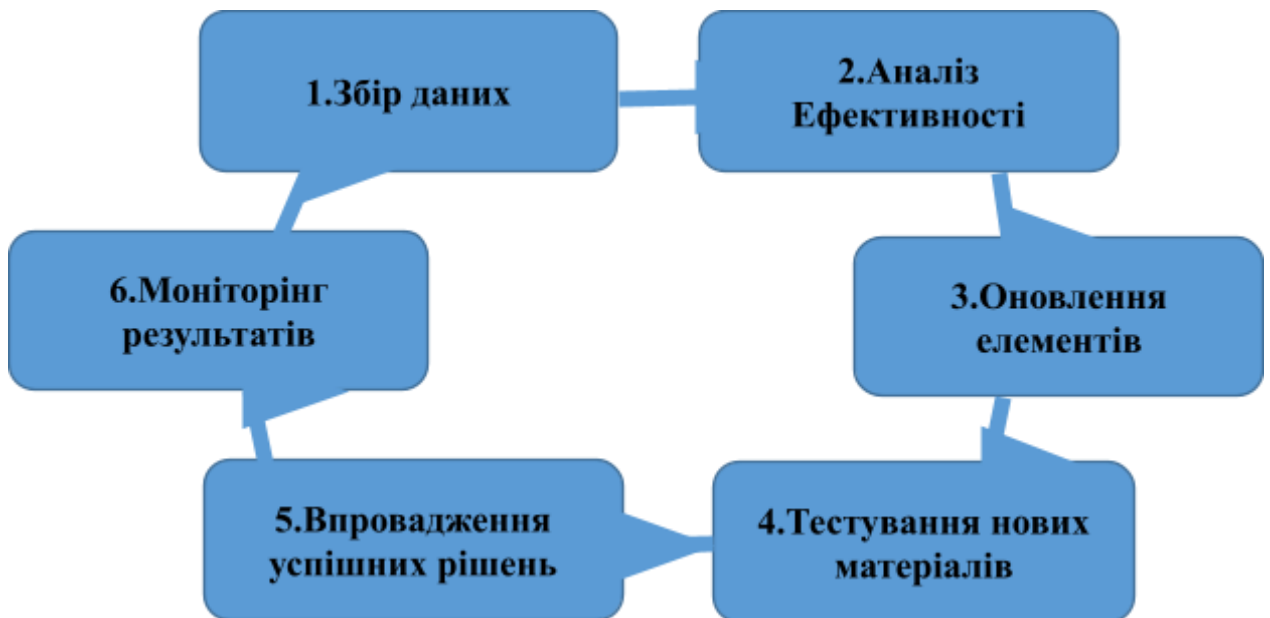 1.Збір даних
2.Аналіз
Ефективності
3.Оновлення
елементів
4.Тестування нових
матеріалів
5.Впровадження
успішних рішень
6.Моніторінг
результатів